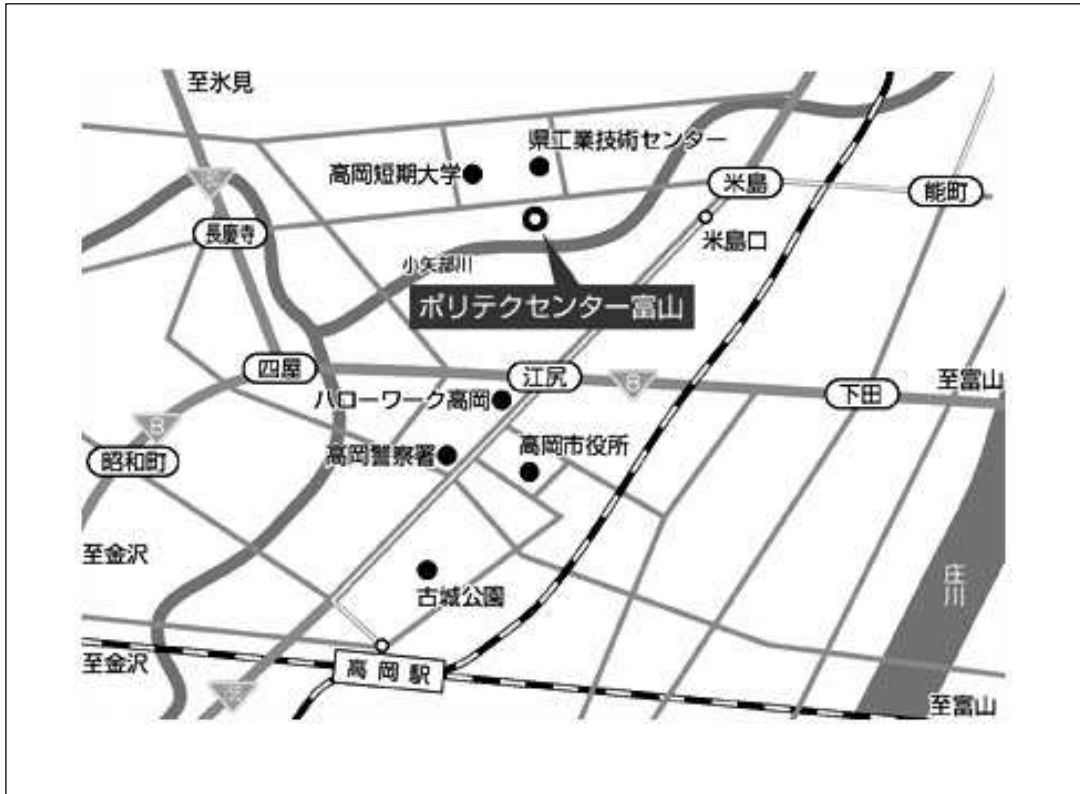 至氷見
県工業技術センター
高岡短期大学
米島
能町
長慶寺
米島口
小矢部川
ポリテクセンター富山
四屋
江尻
8
下田
至富山
ハローワーク高岡
8
昭和町
高岡警察署
高岡市役所
至金沢
古城公園
庄川
至金沢
高岡駅
至富山